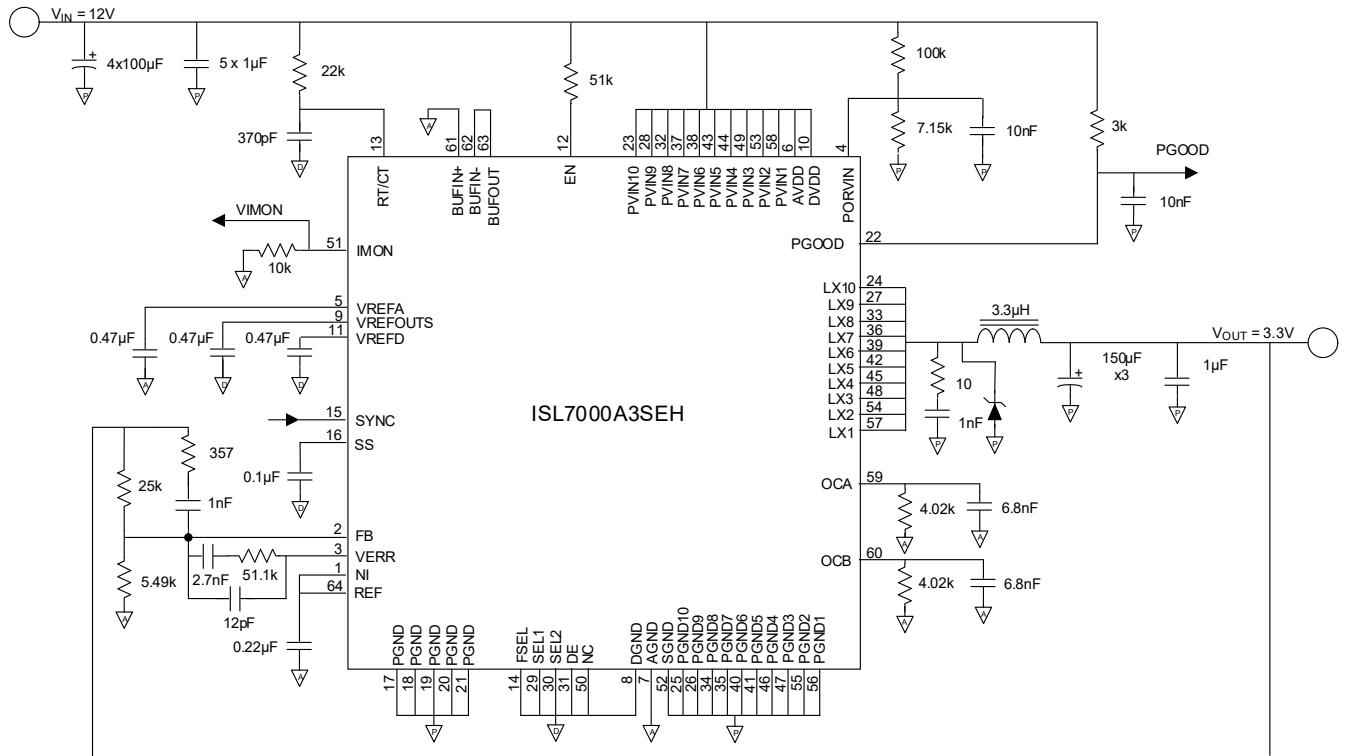 V_IN = 12V
4x100µF
5 x 1µF
22k
370pF
51k
100k
7.15k
10nF
3k
PGOOD
10nF
13
61
62
63
12
23
28
32
37
38
43
44
49
53
58
6
10
4
RT/CT
BUFIN+
BUFIN-
BUFOUT
EN
PVIN10
PVIN9
PVIN8
PVIN7
PVIN6
PVIN5
PVIN4
PVIN3
PVIN2
PVIN1
AVDD
DVDD
PORVIN
VIMON
10k
51 IMON
PGOOD 22
5 VREFA
9 VREFOUTS
11 VREFD
0.47µF
0.47µF
0.47µF
LX10 24
LX9 27
LX8 33
LX7 36
LX6 39
LX5 42
LX4 45
LX3 48
LX2 54
LX1 57
3.3µH
V_OUT = 3.3V
10
1nF
150µF
x3
1µF
ISL7000A3SEH
15 SYNC
16 SS
0.1µF
357
25k
1nF
2 FB
3 VERR
1 NI
64 REF
5.49k
2.7nF
51.1k
12pF
0.22µF
OCA 59
4.02k
6.8nF
OCB 60
4.02k
6.8nF
PGND
PGND
PGND
PGND
PGND
FSEL
SEL1
SEL2
DE
NC
DGND
AGND
SGND
PGND10
PGND9
PGND8
PGND7
PGND6
PGND5
PGND4
PGND3
PGND2
PGND1
17
18
19
20
21
14
29
30
31
50
8
7
52
25
26
34
35
40
41
46
47
55
56
P
P
D
A
P
P
P
A
A
D
D
P
P
P
P
D
A
A
A
A
A
A
P
D
A
P